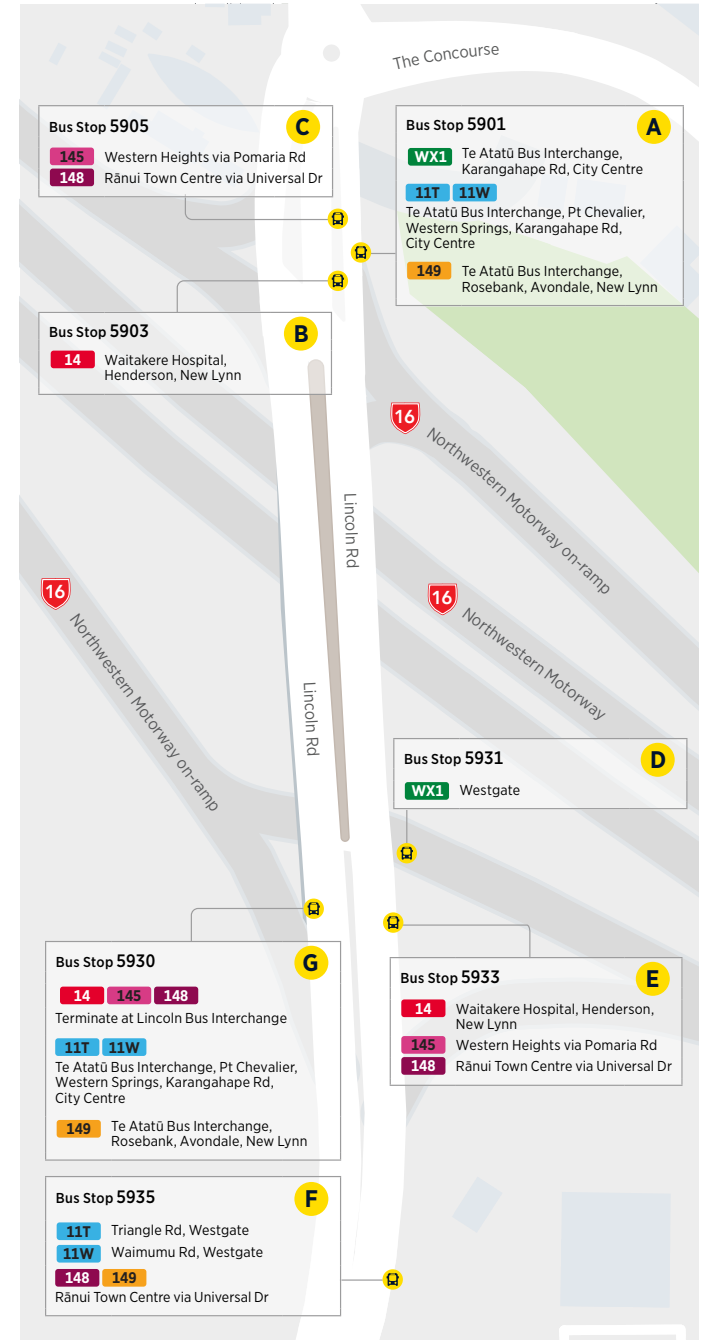 The Concourse
Bus Stop 5905
C
145 Western Heights via Pomaria Rd
148 Rānui Town Centre via Universal Dr
Bus Stop 5901
A
WX1 Te Atatū Bus Interchange,
Karangahape Rd, City Centre
11T 11W
Te Atatū Bus Interchange, Pt Chevalier,
Western Springs, Karangahape Rd,
City Centre
149 Te Atatū Bus Interchange,
Rosebank, Avondale, New Lynn
Bus Stop 5903
B
14 Waitakere Hospital,
Henderson, New Lynn
16
Northwestern Motorway on-ramp
Lincoln Rd
16
Northwestern Motorway on-ramp
16
Northwestern Motorway
Lincoln Rd
Bus Stop 5931
D
WX1 Westgate
Bus Stop 5930
G
14 145 148
Terminate at Lincoln Bus Interchange
11T 11W
Te Atatū Bus Interchange, Pt Chevalier,
Western Springs, Karangahape Rd,
City Centre
149 Te Atatū Bus Interchange,
Rosebank, Avondale, New Lynn
Bus Stop 5933
E
14 Waitakere Hospital, Henderson,
New Lynn
145 Western Heights via Pomaria Rd
148 Rānui Town Centre via Universal Dr
Bus Stop 5935
F
11T Triangle Rd, Westgate
11W Waimumu Rd, Westgate
148 149
Rānui Town Centre via Universal Dr